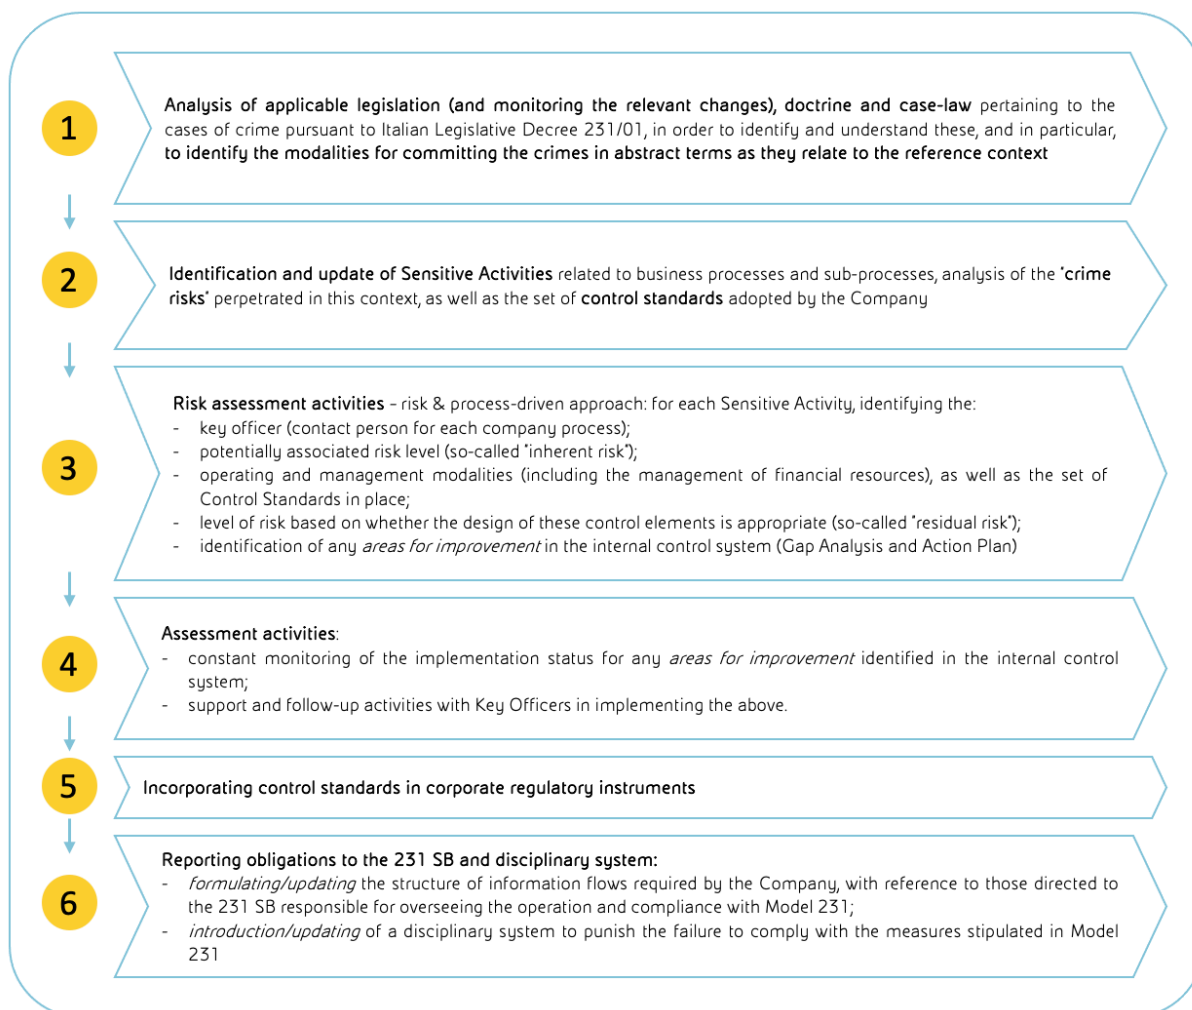 1
Analysis of applicable legislation (and monitoring the relevant changes), doctrine and case-law pertaining to the
cases of crime pursuant to Italian Legislative Decree 231/01, in order to identify and understand these, and in particular,
to identify the modalities for committing the crimes in abstract terms as they relate to the reference context
2
Identification and update of Sensitive Activities related to business processes and sub-processes, analysis of the "crime
risks" perpetrated in this context, as well as the set of control standards adopted by the Company
3
Risk assessment activities – risk & process-driven approach: for each Sensitive Activity, identifying the:
- key officer (contact person for each company process);
- potentially associated risk level (so-called "inherent risk");
- operating and management modalities (including the management of financial resources), as well as the set of
Control Standards in place;
- level of risk based on whether the design of these control elements is appropriate (so-called "residual risk");
- identification of any areas for improvement in the internal control system (Gap Analysis and Action Plan)
4
Assessment activities:
- constant monitoring of the implementation status for any areas for improvement identified in the internal control
system;
- support and follow-up activities with Key Officers in implementing the above.
5
Incorporating control standards in corporate regulatory instruments
6
Reporting obligations to the 231 SB and disciplinary system:
- formulating/updating the structure of information flows required by the Company, with reference to those directed to
the 231 SB responsible for overseeing the operation and compliance with Model 231;
- introduction/updating of a disciplinary system to punish the failure to comply with the measures stipulated in Model
231